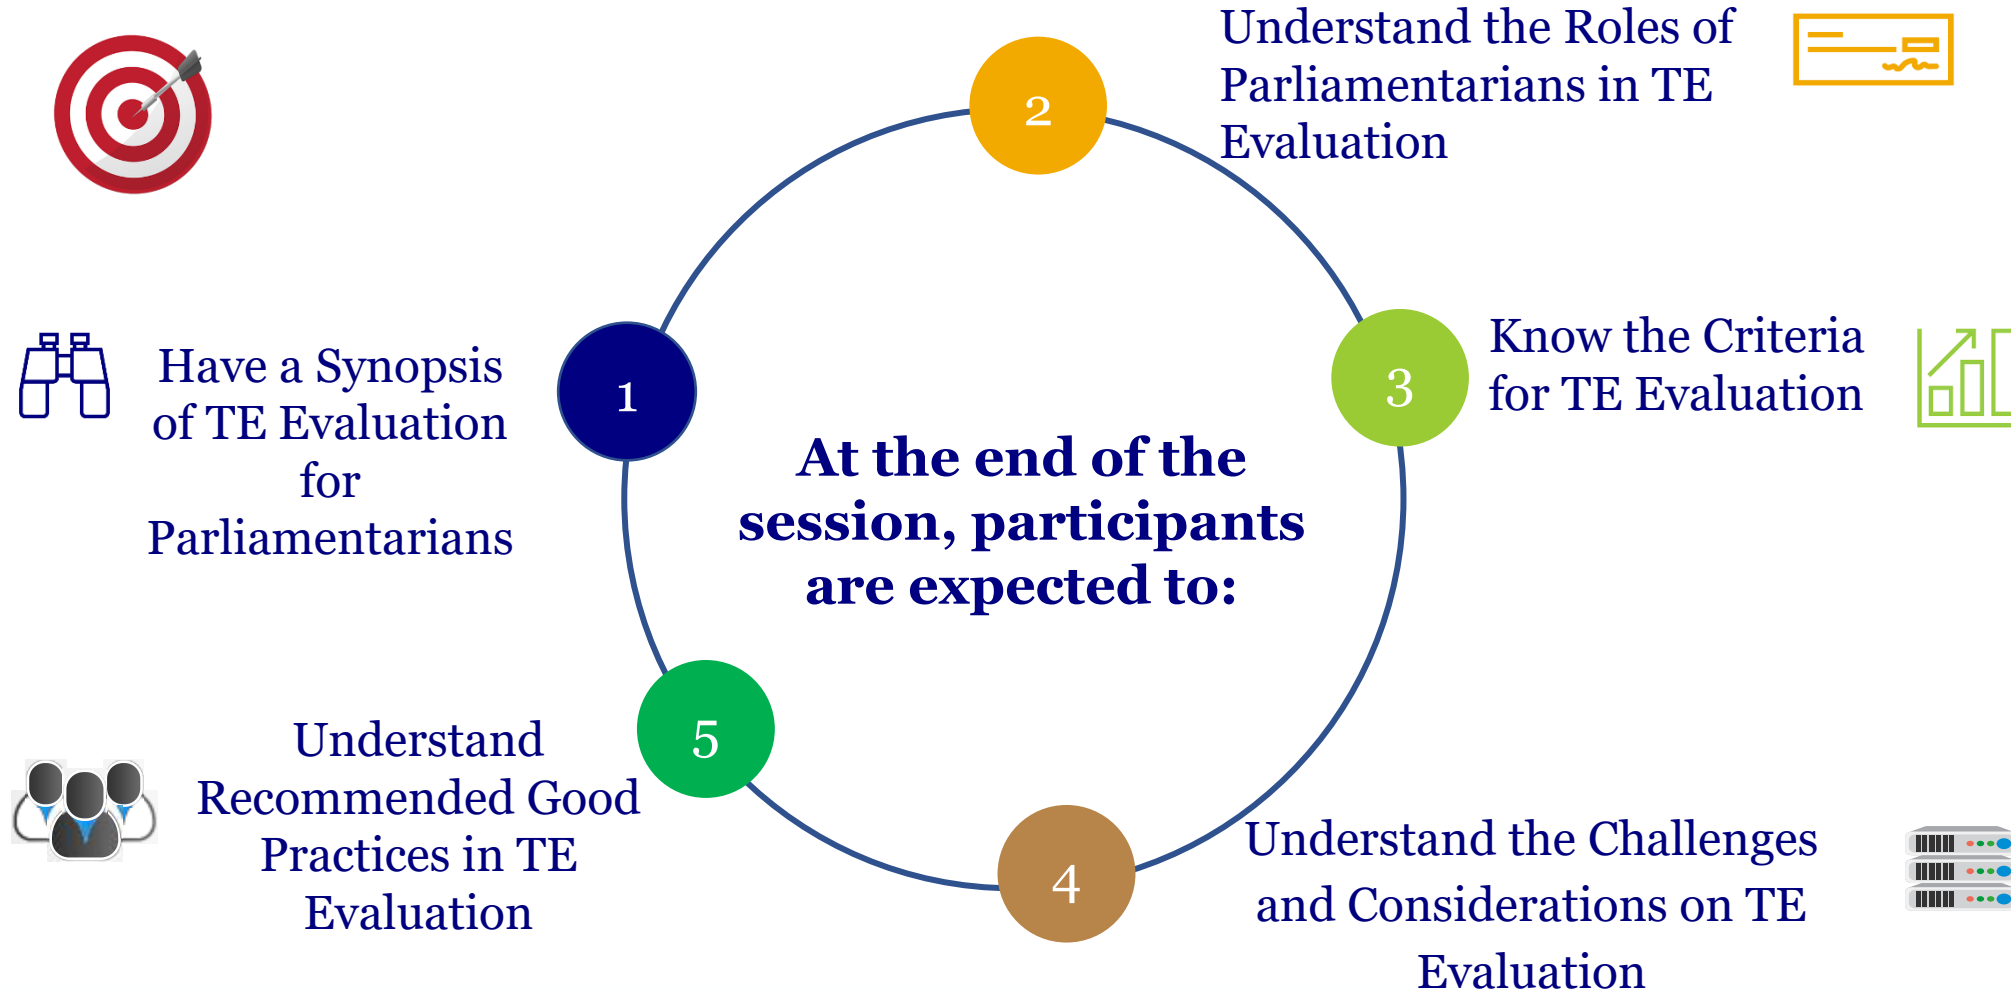 At the end of the
session, participants
are expected to:
1
Have a Synopsis
of TE Evaluation
for
Parliamentarians
2
Understand the Roles of
Parliamentarians in TE
Evaluation
3
Know the Criteria
for TE Evaluation
4
Understand the Challenges
and Considerations on TE
Evaluation
5
Understand
Recommended Good
Practices in TE
Evaluation